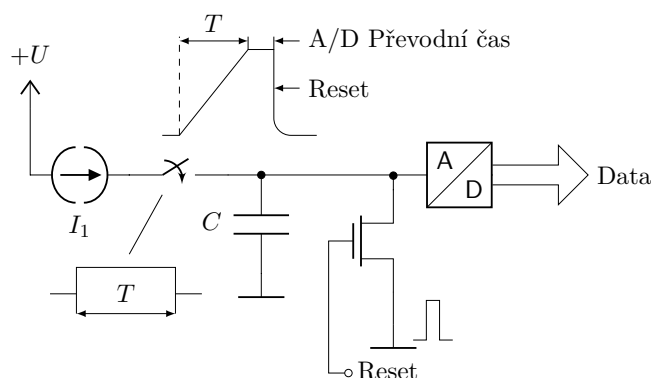 T
A/D Převodní čas
+U
Reset
A
D
Data
I₁
C
T
Reset